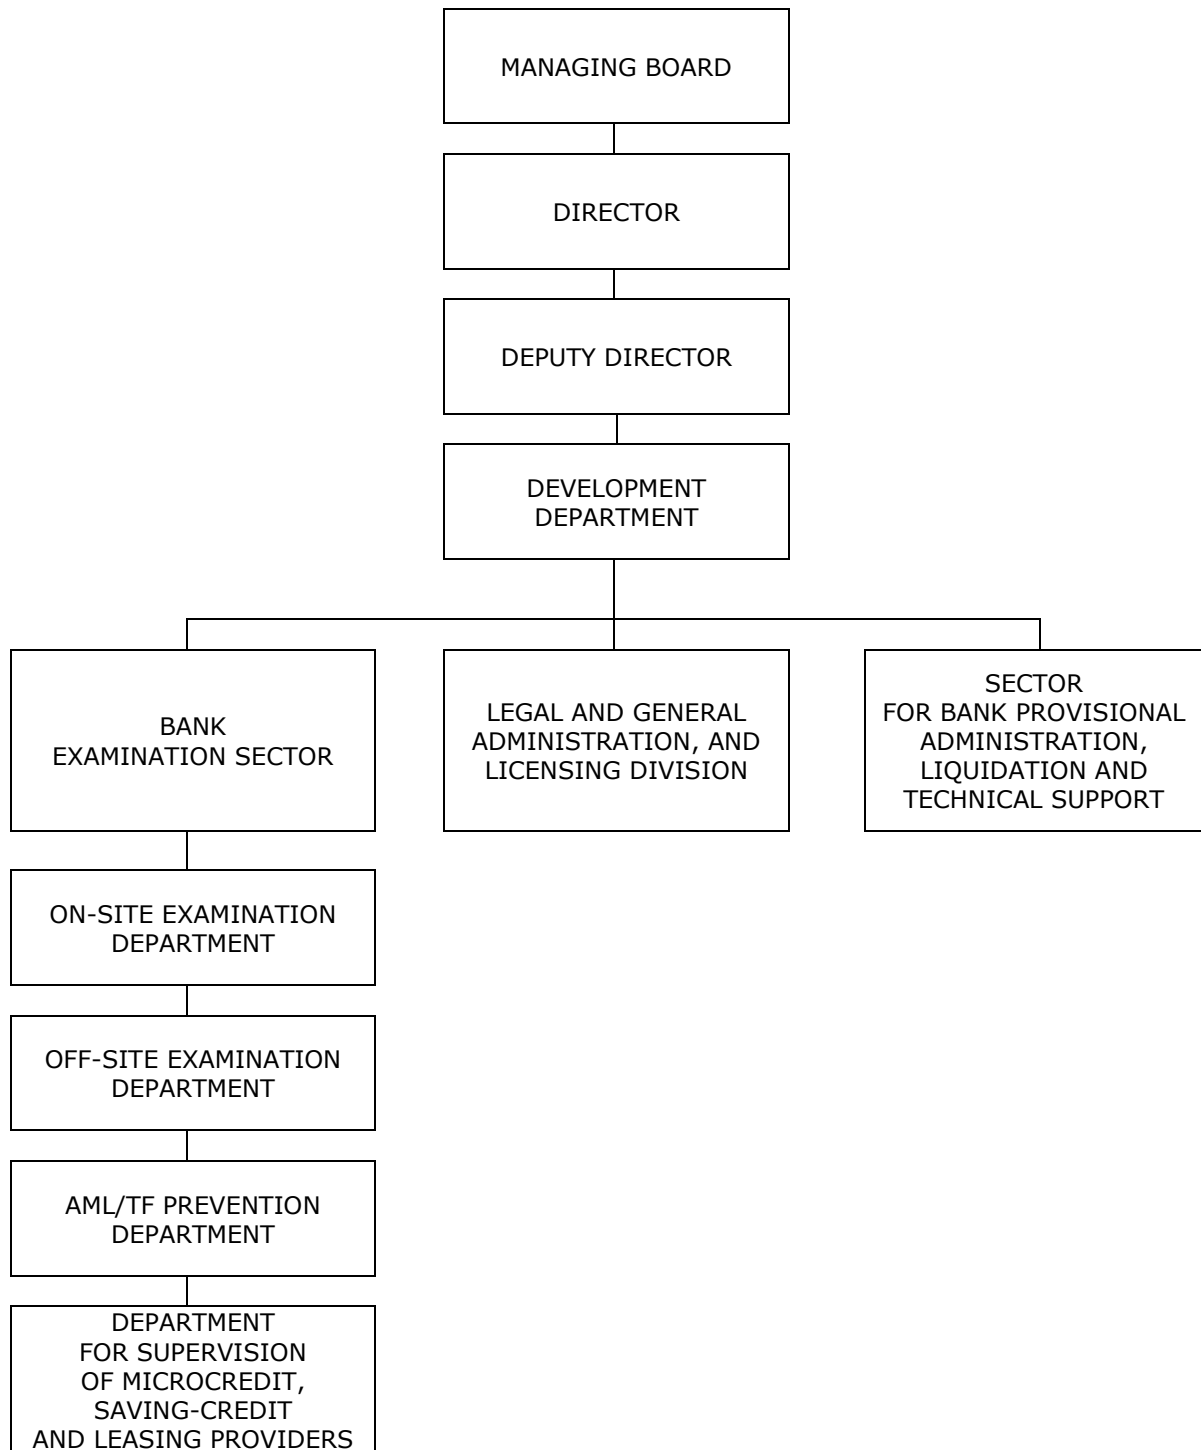 MANAGING BOARD
DIRECTOR
DEPUTY DIRECTOR
DEVELOPMENT
DEPARTMENT
BANK
EXAMINATION SECTOR
LEGAL AND GENERAL
ADMINISTRATION, AND
LICENSING DIVISION
SECTOR
FOR BANK PROVISIONAL
ADMINISTRATION,
LIQUIDATION AND
TECHNICAL SUPPORT
ON-SITE EXAMINATION
DEPARTMENT
OFF-SITE EXAMINATION
DEPARTMENT
AML/TF PREVENTION
DEPARTMENT
DEPARTMENT
FOR SUPERVISION
OF MICROCREDIT,
SAVING-CREDIT
AND LEASING PROVIDERS